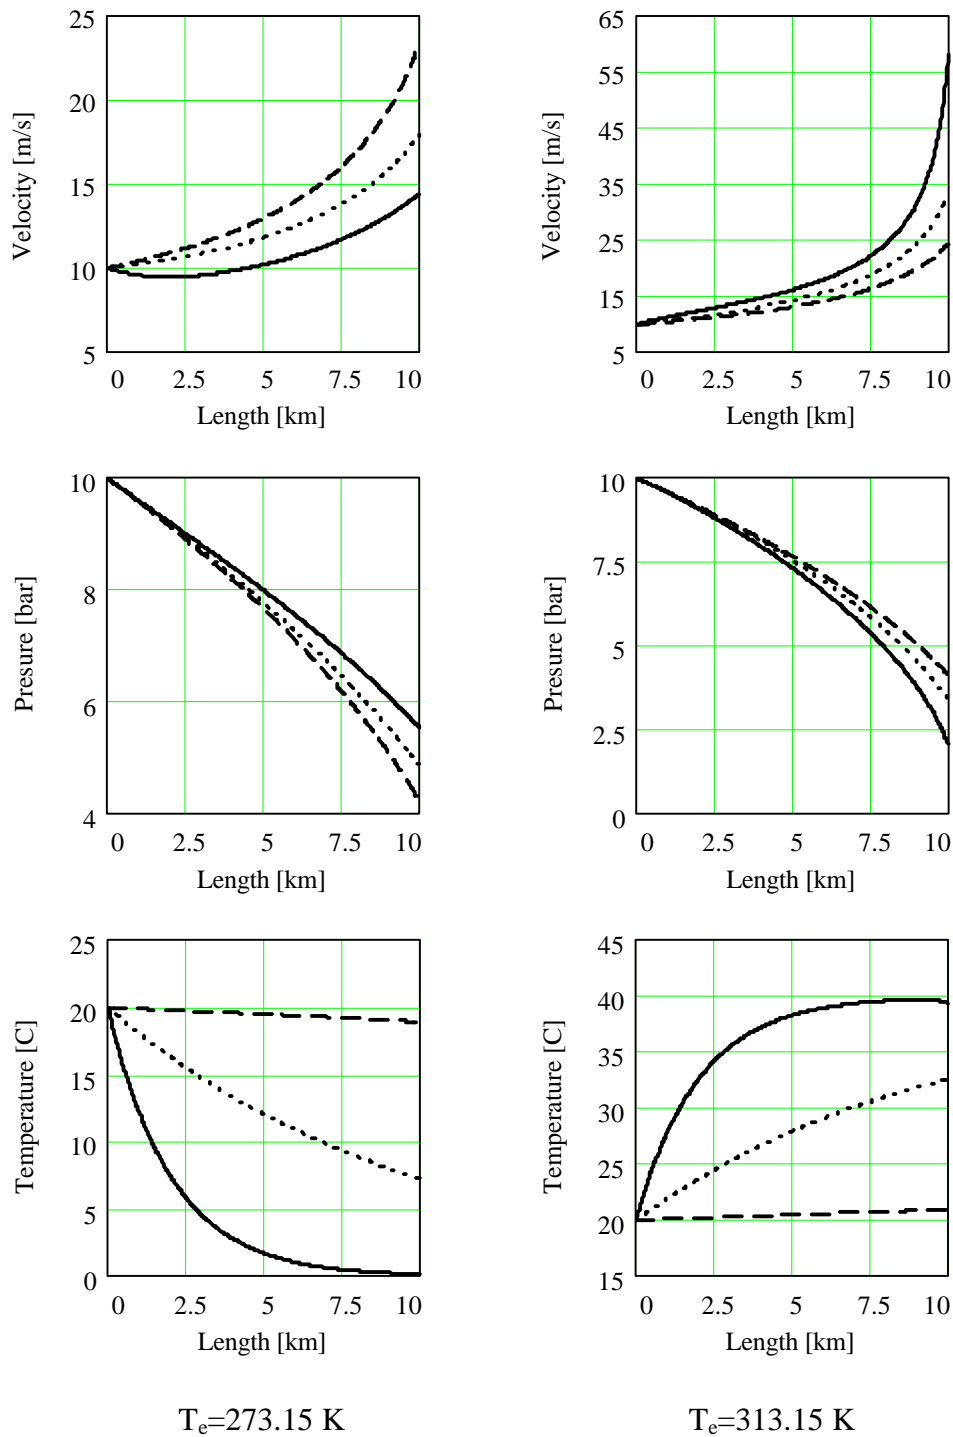 25
20
15
10
5
Velocity [m/s]
0 2.5 5 7.5 10
Length [km]
65
55
45
35
25
15
5
Velocity [m/s]
0 2.5 5 7.5 10
Length [km]
10
8
6
4
Presure [bar]
0 2.5 5 7.5 10
Length [km]
10
7.5
5
2.5
0
Presure [bar]
0 2.5 5 7.5 10
Length [km]
25
20
15
10
5
0
Temperature [C]
0 2.5 5 7.5 10
Length [km]
45
40
35
30
25
20
15
Temperature [C]
0 2.5 5 7.5 10
Length [km]
Te=273.15 K
Te=313.15 K